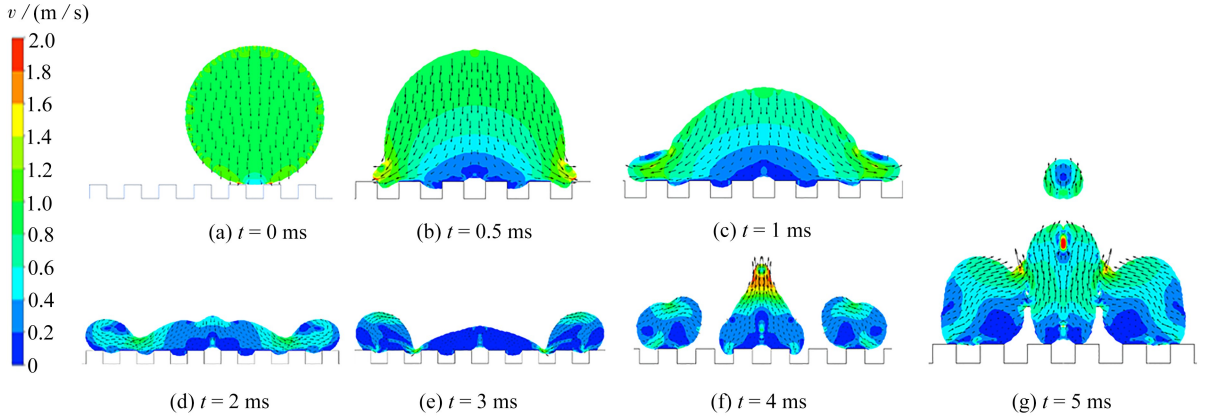 v / (m / s)
2.0
1.8
1.6
1.4
1.2
1.0
0.8
0.6
0.4
0.2
0
(a) t = 0 ms
(b) t = 0.5 ms
(c) t = 1 ms
(d) t = 2 ms
(e) t = 3 ms
(f) t = 4 ms
(g) t = 5 ms